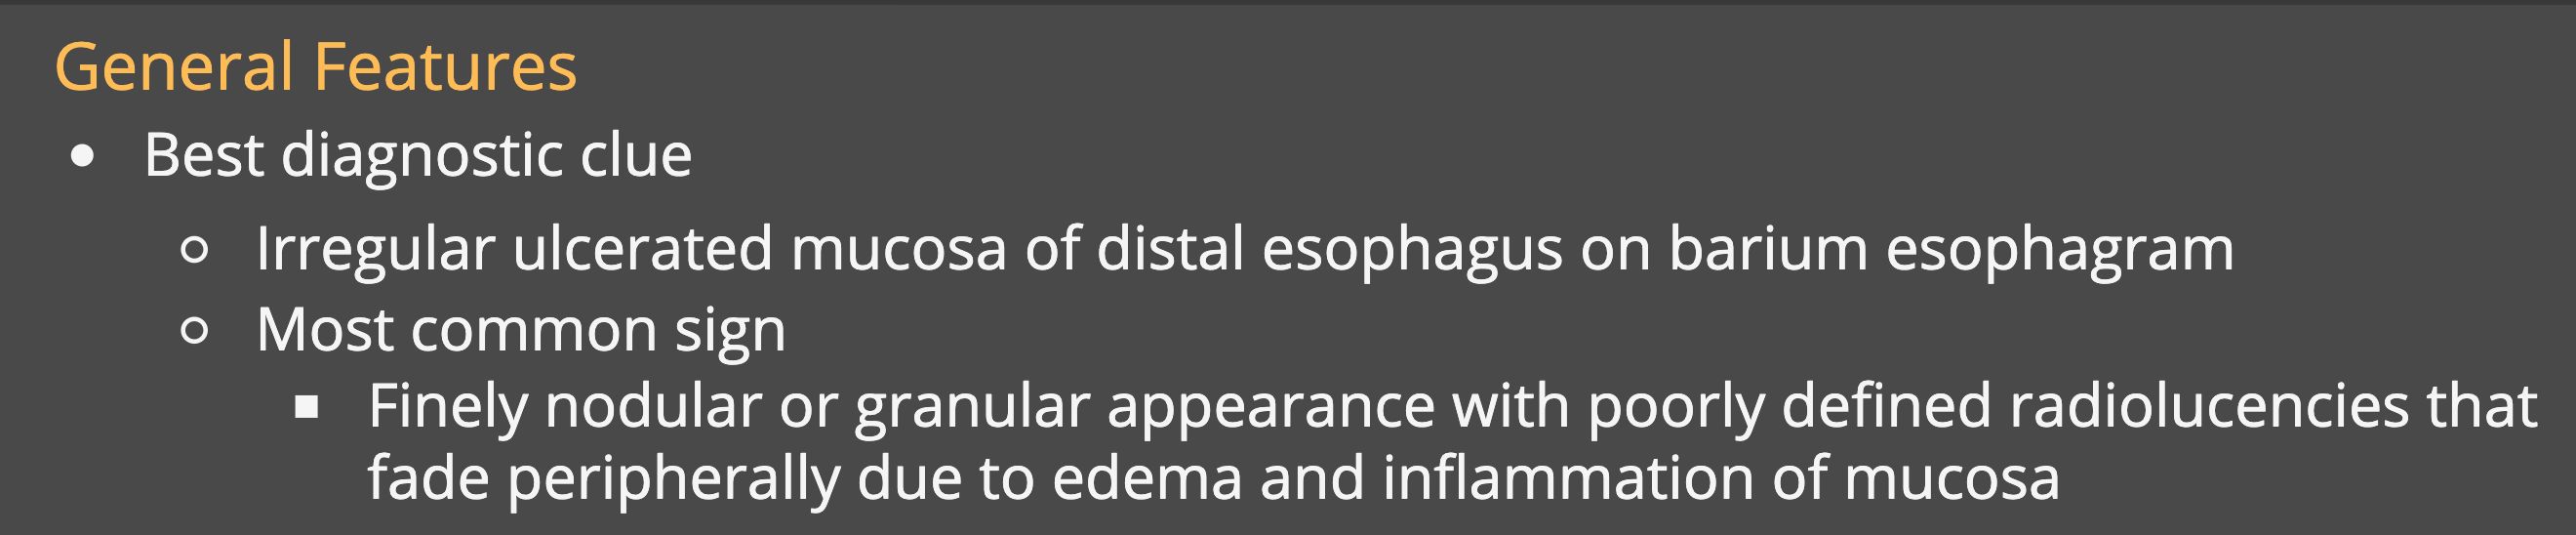 General Features
• Best diagnostic clue
○ Irregular ulcerated mucosa of distal esophagus on barium esophagram
○ Most common sign
▪ Finely nodular or granular appearance with poorly defined radiolucencies that
fade peripherally due to edema and inflammation of mucosa